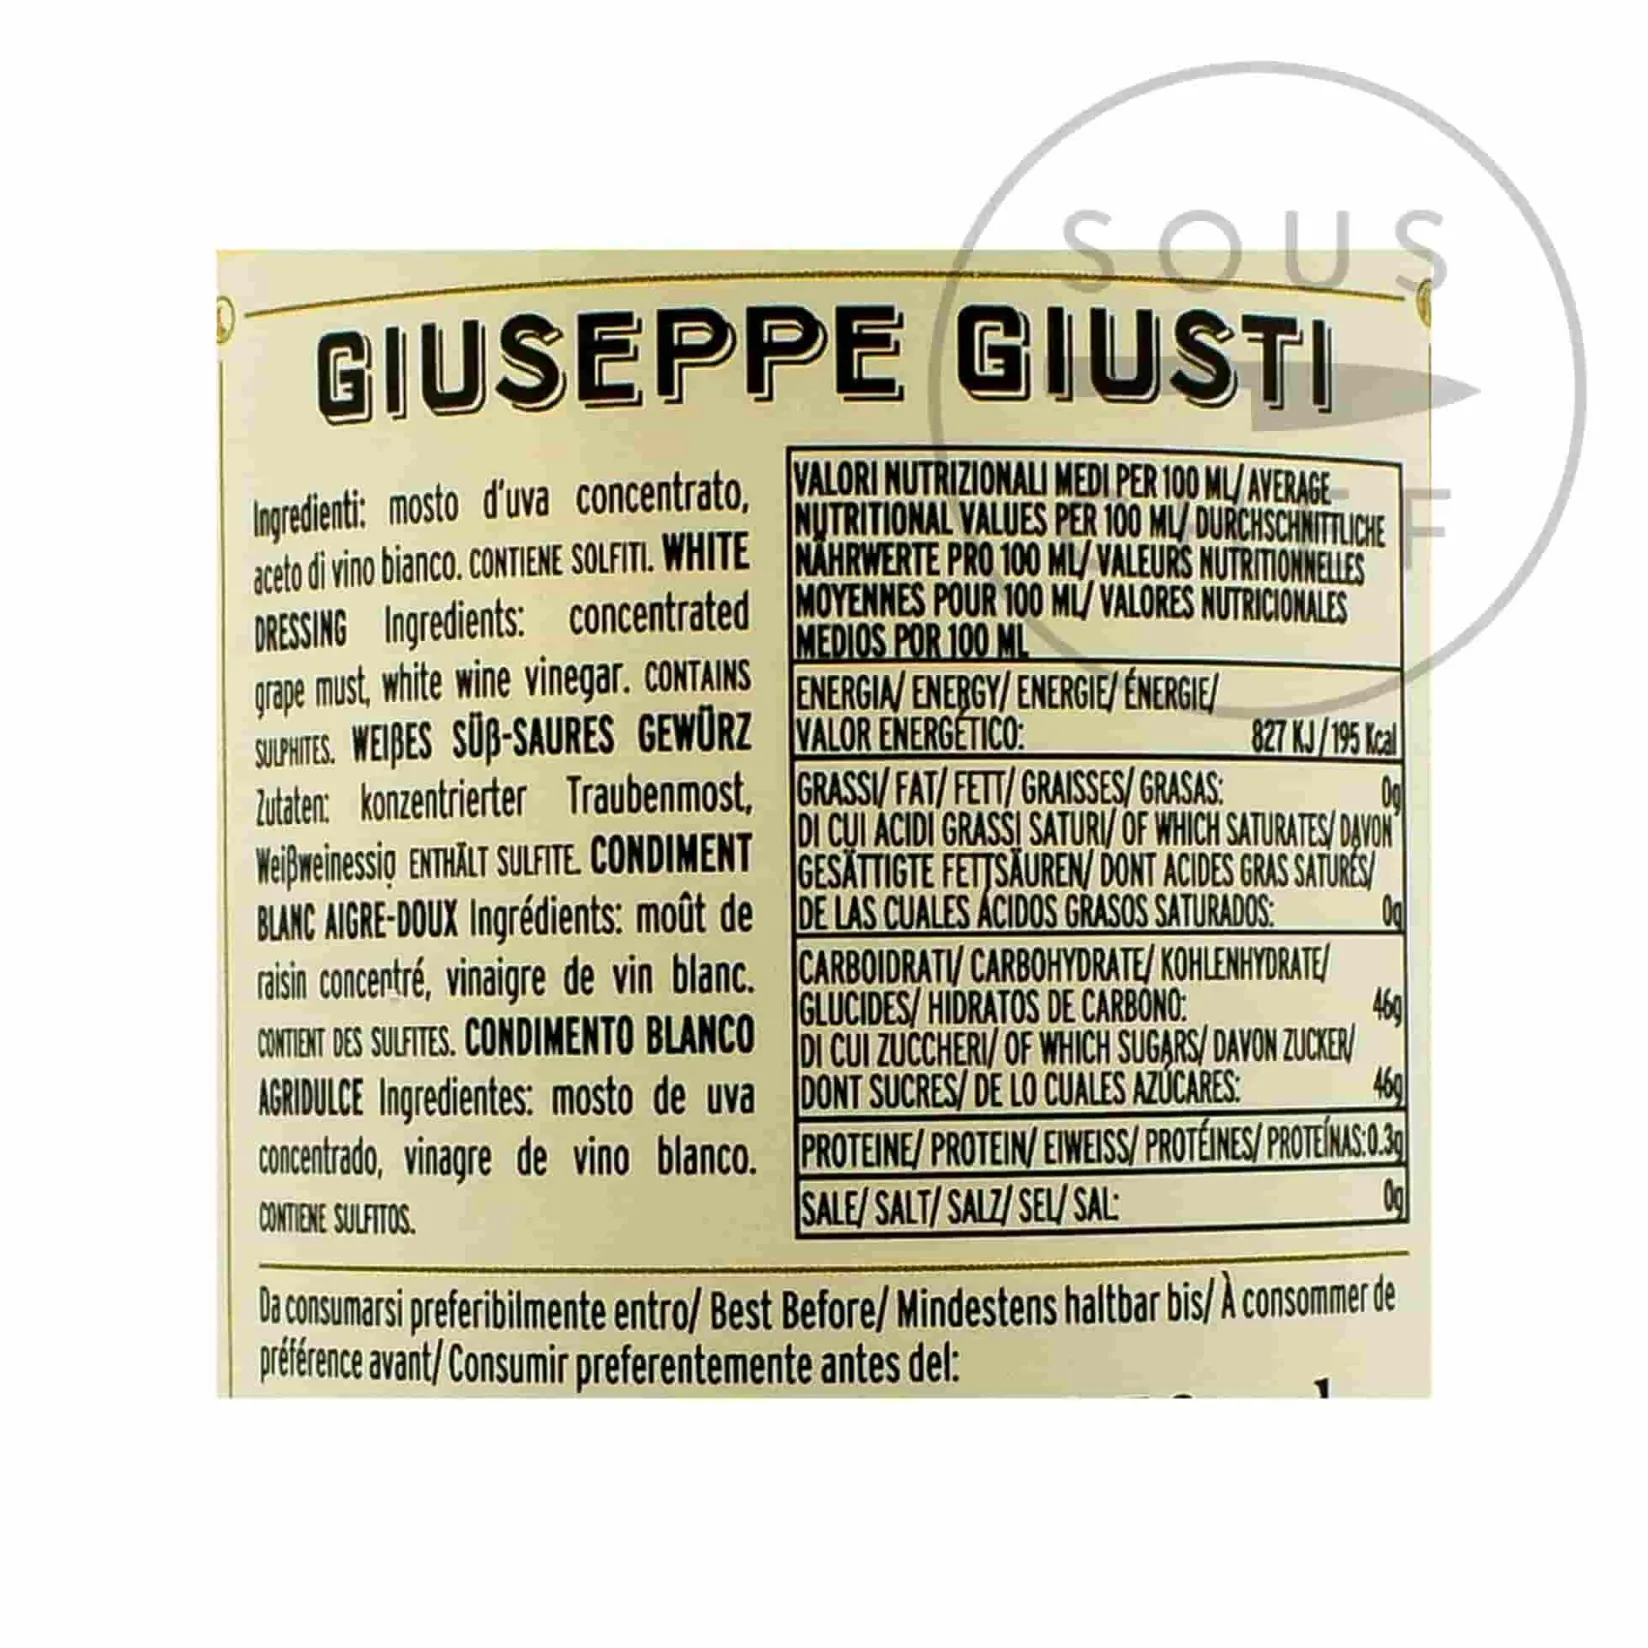 SOUS
CHEF
GIUSEPPE GIUSTI
Ingredienti: mosto d'uva concentrato,
aceto di vino bianco. CONTIENE SOLFITI. WHITE
DRESSING Ingredients: concentrated
grape must, white wine vinegar. CONTAINS
SULPHITES. WEIßES SÜß-SAURES GEWÜRZ
Zutaten: konzentrierter Traubenmost,
Weißweinessig ENTHÄLT SULFITE. CONDIMENT
BLANC AIGRE-DOUX Ingrédients: moût de
raisin concentré, vinaigre de vin blanc.
CONTIENT DES SULFITES. CONDIMENTO BLANCO
AGRIDULCE Ingredientes: mosto de uva
concentrado, vinagre de vino blanco.
CONTIENE SULFITOS.
VALORI NUTRIZIONALI MEDI PER 100 ML/ AVERAGE
NUTRITIONAL VALUES PER 100 ML/ DURCHSCHNITTLICHE
NÄHRWERTE PRO 100 ML/ VALEURS NUTRITIONNELLES
MOYENNES POUR 100 ML/ VALORES NUTRICIONALES
MEDIOS POR 100 ML
ENERGIA/ ENERGY/ ENERGIE/ ÉNERGIE/
VALOR ENERGÉTICO: 827 KJ/195 Kcal
GRASSI/ FAT/ FETT/ GRAISSES/ GRASAS: 0g
DI CUI ACIDI GRASSI SATURI/ OF WHICH SATURATES/ DAVON
GESÄTTIGTE FETTSÄUREN/ DONT ACIDES GRAS SATURÉS/
DE LAS CUALES ÁCIDOS GRASOS SATURADOS: 0g
CARBOIDRATI/ CARBOHYDRATE/ KOHLENHYDRATE/
GLUCIDES/ HIDRATOS DE CARBONO: 46g
DI CUI ZUCCHERI/ OF WHICH SUGARS/ DAVON ZUCKER/
DONT SUCRES/ DE LO CUALES AZÚCARES: 46g
PROTEINE/ PROTEIN/ EIWEISS/ PROTÉINES/ PROTEÍNAS:0.3g
SALE/ SALT/ SALZ/ SEL/ SAL: 0g
Da consumarsi preferibilmente entro/ Best Before/ Mindestens haltbar bis/ À consommer de
préférence avant/ Consumir preferentemente antes del: